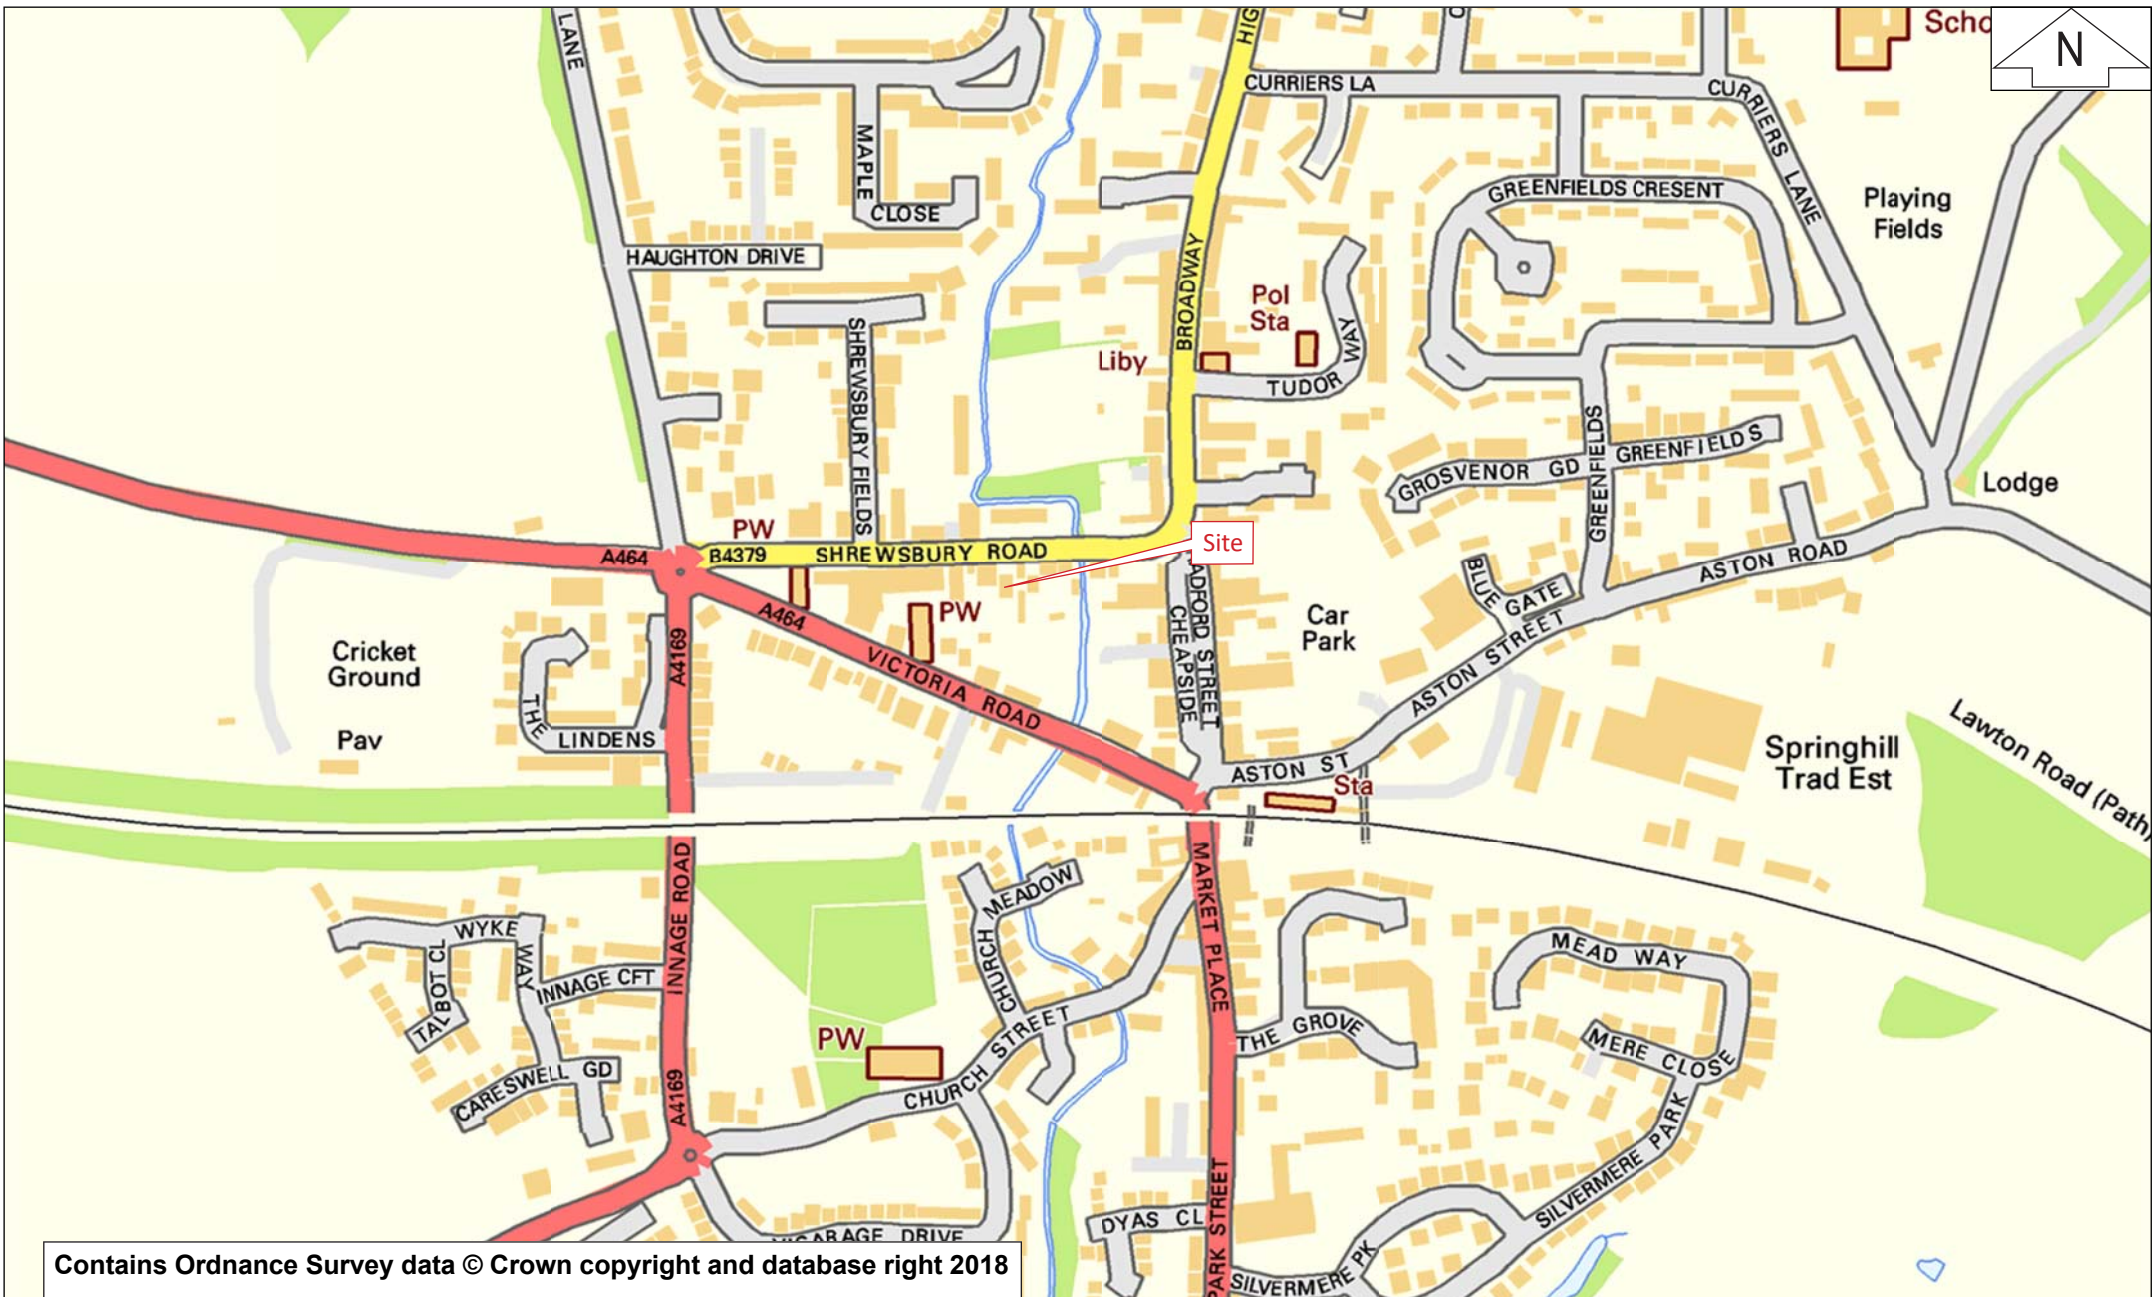 LANE
HIG
Scho
N
CURRIERS LA
CURRIERS LANE
MAPLE
CLOSE
GREENFIELDS CRESENT
Playing
Fields
HAUGHTON DRIVE
BROADWAY
Pol
Sta
Liby
TUDOR WAY
SHREWSBURY FIELDS
GREENFIELDS
GROSVENOR GD
GREENFIELDS
Lodge
PW
A464
B4379
SHREWSBURY ROAD
Site
ASTON ROAD
BLUE GATE
ADFORD STREET
CHEAPSIDE
Car
Park
A464
PW
VICTORIA ROAD
A4169
Cricket
Ground
THE LINDENS
Pav
ASTON STREET
ASTON ST
Sta
Springhill
Trad Est
Lawton Road (Path)
INNAGE ROAD
MARKET PLACE
CHURCH MEADOW
WYKE WAY
TALBOT CL
INNAGE CFT
MEAD WAY
CARESWELL GD
THE GROVE
MERE CLOSE
PW
CHURCH STREET
A4169
SILVERMERE PARK
PARK STREET
DYAS CL
VICARAGE DRIVE
SILVERMERE PK
Contains Ordnance Survey data © Crown copyright and database right 2018